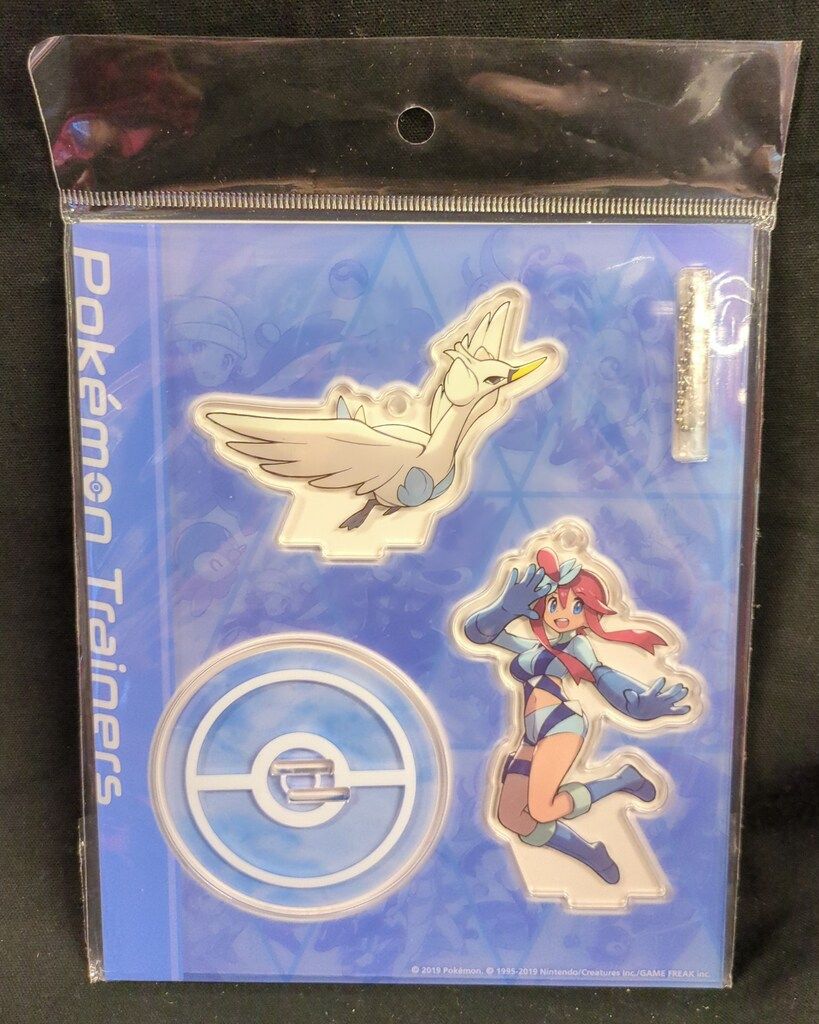 Pokémon Trainers
© 2019 Pokémon. © 1995-2019 Nintendo/Creatures Inc./GAME FREAK inc.